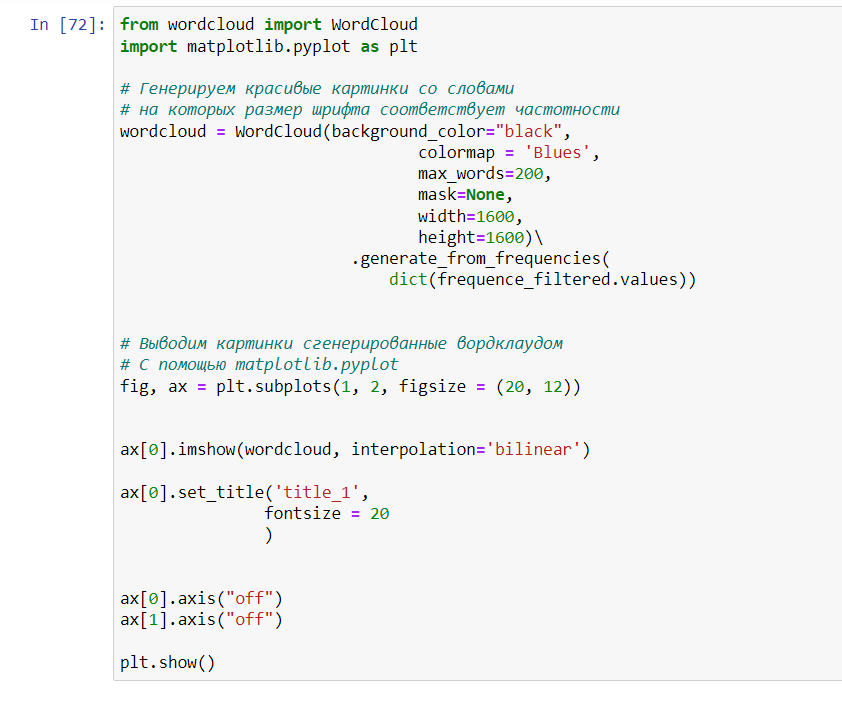 In [72]: from wordcloud import WordCloud
import matplotlib.pyplot as plt
# Генерируем красивые картинки со словами
# на которых размер шрифта соответствует частотности
wordcloud = WordCloud(background_color="black",
colormap = 'Blues',
max_words=200,
mask=None,
width=1600,
height=1600)\
.generate_from_frequencies(
dict(frequence_filtered.values))
# Выводим картинки сгенерированные вордклаудом
# С помощью matplotlib.pyplot
fig, ax = plt.subplots(1, 2, figsize = (20, 12))
ax[0].imshow(wordcloud, interpolation='bilinear')
ax[0].set_title('title_1',
fontsize = 20
)
ax[0].axis("off")
ax[1].axis("off")
plt.show()